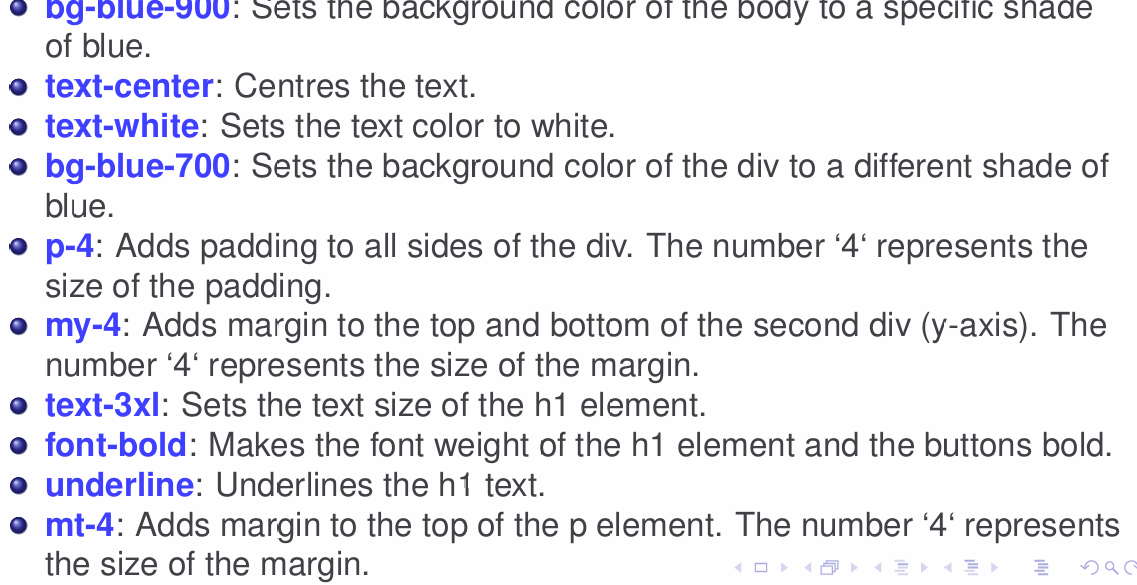 bg-blue-900: Sets the background color of the body to a specific shade
of blue.
text-center: Centres the text.
text-white: Sets the text color to white.
bg-blue-700: Sets the background color of the div to a different shade of
blue.
p-4: Adds padding to all sides of the div. The number ‘4‘ represents the
size of the padding.
my-4: Adds margin to the top and bottom of the second div (y-axis). The
number ‘4‘ represents the size of the margin.
text-3xl: Sets the text size of the h1 element.
font-bold: Makes the font weight of the h1 element and the buttons bold.
underline: Underlines the h1 text.
mt-4: Adds margin to the top of the p element. The number ‘4‘ represents
the size of the margin.